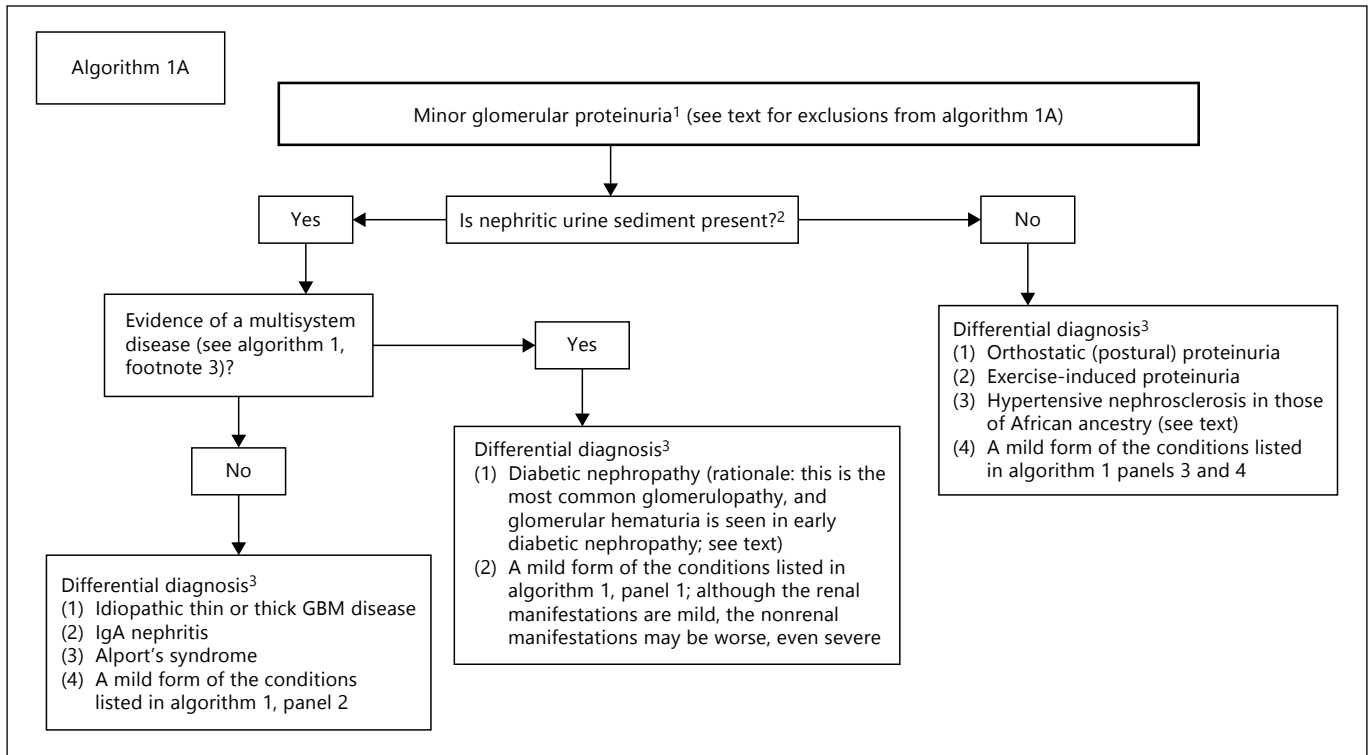 Algorithm 1A
Minor glomerular proteinuria1 (see text for exclusions from algorithm 1A)
Yes
Is nephritic urine sediment present?2
No
Evidence of a multisystem
disease (see algorithm 1,
footnote 3)?
Yes
Differential diagnosis3
(1) Orthostatic (postural) proteinuria
(2) Exercise-induced proteinuria
(3) Hypertensive nephrosclerosis in those
of African ancestry (see text)
(4) A mild form of the conditions listed
in algorithm 1 panels 3 and 4
No
Differential diagnosis3
(1) Diabetic nephropathy (rationale: this is the
most common glomerulopathy, and
glomerular hematuria is seen in early
diabetic nephropathy; see text)
(2) A mild form of the conditions listed in
algorithm 1, panel 1; although the renal
manifestations are mild, the nonrenal
manifestations may be worse, even severe
Differential diagnosis3
(1) Idiopathic thin or thick GBM disease
(2) IgA nephritis
(3) Alport’s syndrome
(4) A mild form of the conditions
listed in algorithm 1, panel 2